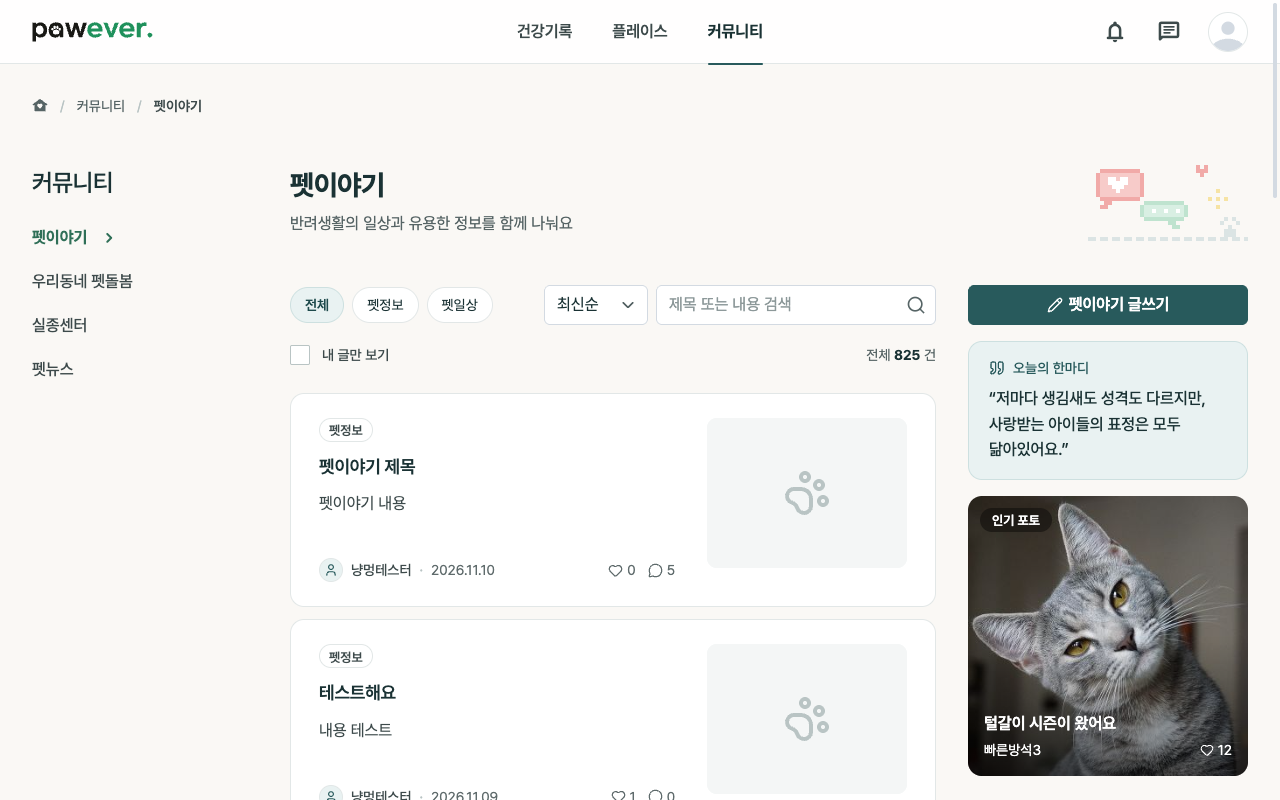 pawever.
건강기록
플레이스
커뮤니티
/ 커뮤니티 / 펫이야기
커뮤니티
펫이야기
우리동네 펫돌봄
실종센터
펫뉴스
펫이야기
반려생활의 일상과 유용한 정보를 함께 나눠요
전체
펫정보
펫일상
최신순
제목 또는 내용 검색
내 글만 보기
전체 825 건
펫정보
펫이야기 제목
펫이야기 내용
냥멍테스터 · 2026.11.10
0
5
펫정보
테스트해요
내용 테스트
냥멍테스터 · 2026.11.09
1
0
펫이야기 글쓰기
오늘의 한마디
“저마다 생김새도 성격도 다르지만,
사랑받는 아이들의 표정은 모두
닮아있어요.”
인기 포토
털갈이 시즌이 왔어요
빠른방석3
12